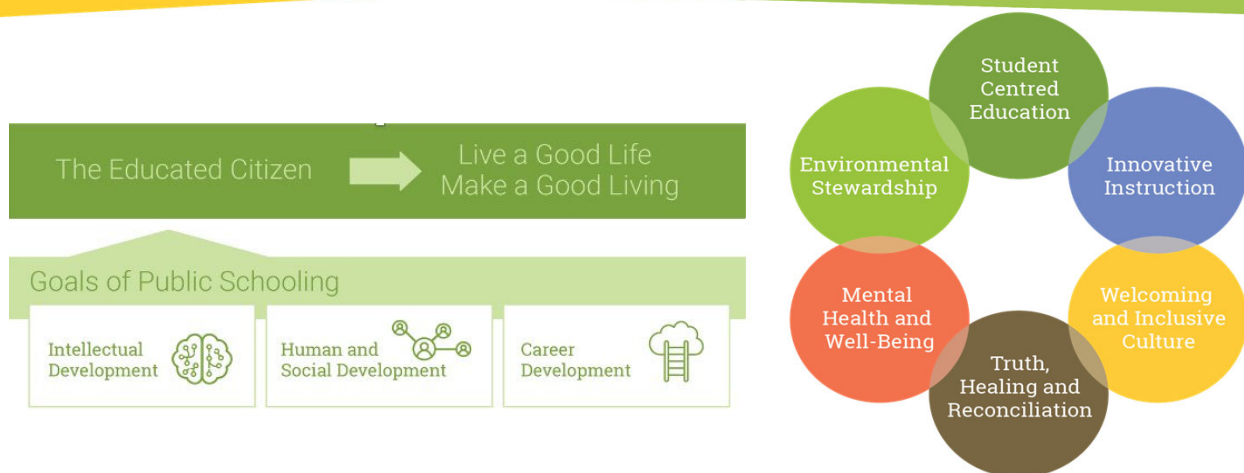 The Educated Citizen
Live a Good Life
Make a Good Living
Goals of Public Schooling
Intellectual
Development
Human and
Social Development
Career
Development
Student
Centred
Education
Innovative
Instruction
Welcoming
and Inclusive
Culture
Truth,
Healing and
Reconciliation
Mental
Health and
Well-Being
Environmental
Stewardship